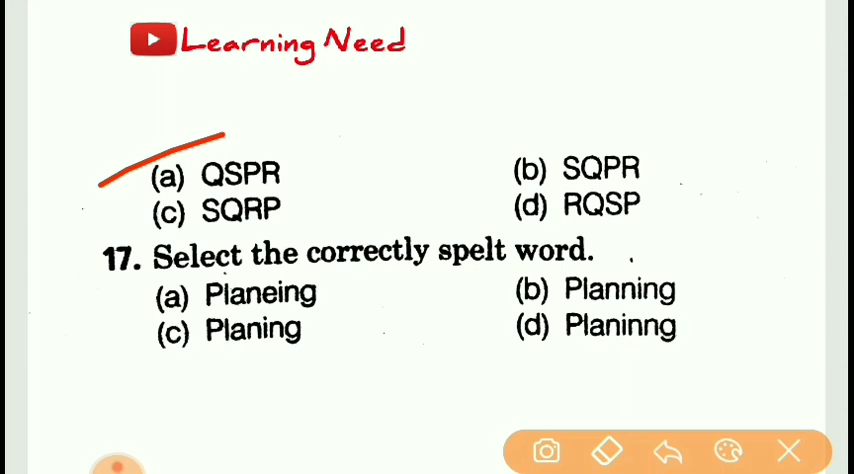 Learning Need
(a) QSPR (b) SQPR
(c) SQRP (d) RQSP
17. Select the correctly spelt word.
(a) Planeing (b) Planning
(c) Planing (d) Planinng